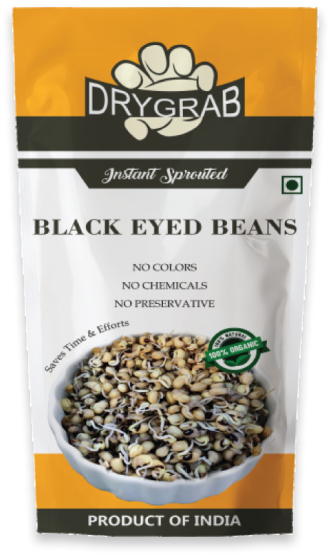 DRYGRAB
Instant Sprouted
BLACK EYED BEANS
NO COLORS
NO CHEMICALS
NO PRESERVATIVE
Saves Time & Efforts
100% NATURAL
100% ORGANIC
PRODUCT OF INDIA